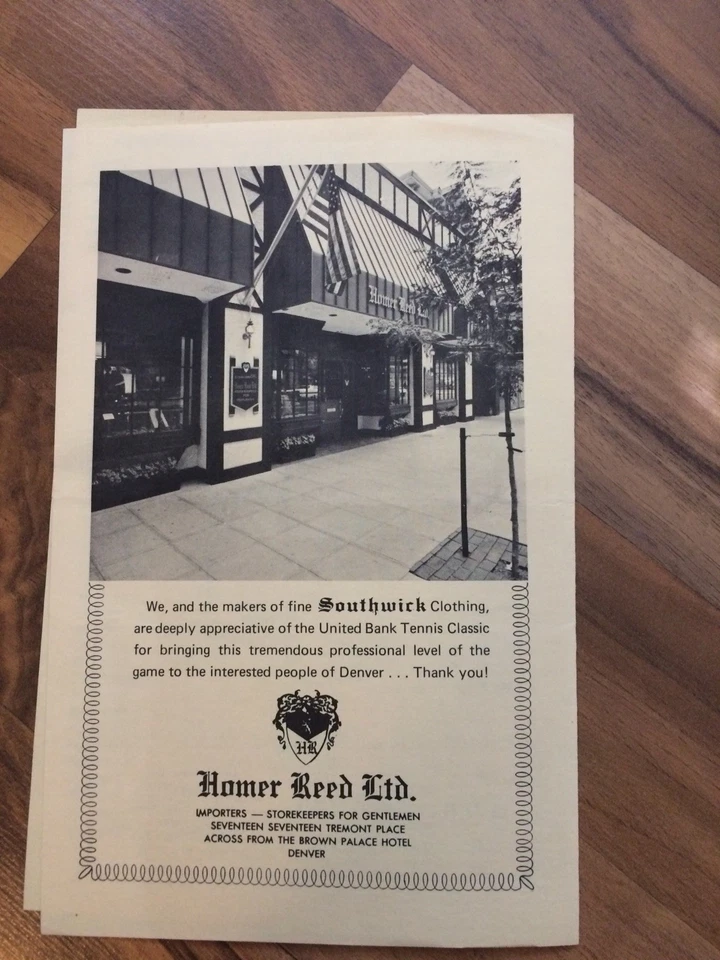 Homer Reed Ltd.
We, and the makers of fine Southwick Clothing,
are deeply appreciative of the United Bank Tennis Classic
for bringing this tremendous professional level of the
game to the interested people of Denver . . . Thank you!
HR
Homer Reed Ltd.
IMPORTERS — STOREKEEPERS FOR GENTLEMEN
SEVENTEEN SEVENTEEN TREMONT PLACE
ACROSS FROM THE BROWN PALACE HOTEL
DENVER